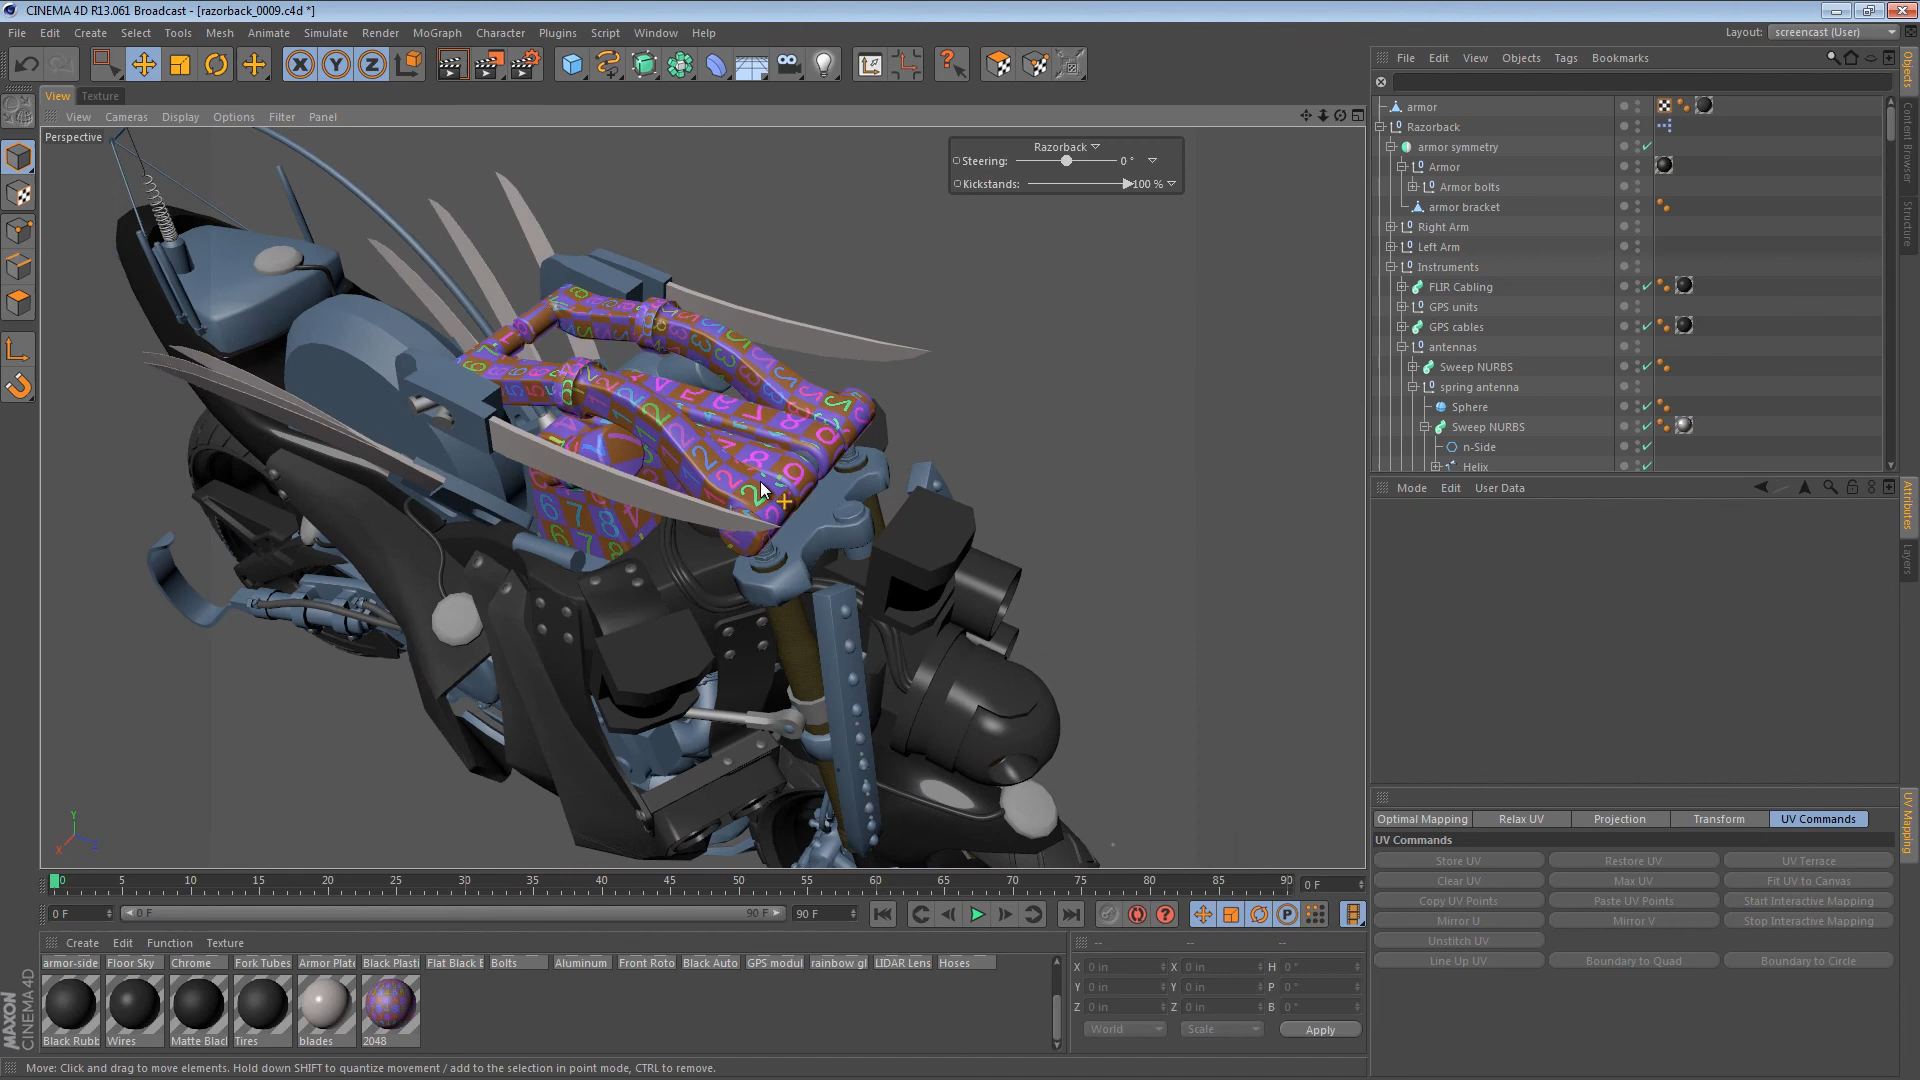 CINEMA 4D R13.061 Broadcast - [razorback_0009.c4d *]
File Edit Create Select Tools Mesh Animate Simulate Render MoGraph Character Plugins Script Window Help
Layout: screencast (User)
File Edit View Objects Tags Bookmarks
View Texture
View Cameras Display Options Filter Panel
Perspective
Razorback
Steering: 0 °
Kickstands: 100 %
armor
Razorback
armor symmetry
Armor
Armor bolts
armor bracket
Right Arm
Left Arm
Instruments
FLIR Cabling
GPS units
GPS cables
antennas
Sweep NURBS
spring antenna
Sphere
Sweep NURBS
n-Side
Helix
Objects
Content Browser
Structure
Mode Edit User Data
Attributes
Layers
UV Mapping
Optimal Mapping Relax UV Projection Transform UV Commands
UV Commands
Store UV Restore UV UV Terrace
Clear UV Max UV Fit UV to Canvas
Copy UV Points Paste UV Points Start Interactive Mapping
Mirror U Mirror V Stop Interactive Mapping
Unstitch UV
Line Up UV Boundary to Quad Boundary to Circle
Y
X Z
0 5 10 15 20 25 30 35 40 45 50 55 60 65 70 75 80 85 90 0 F
0 F 0 F 90 F 90 F
Create Edit Function Texture
armor-side Floor Sky Chrome Fork Tubes Armor Plate Black Plasti Flat Black E Bolts Aluminum Front Roto Black Auto GPS modul rainbow gl LIDAR Lens Hoses
Black Rubb Wires Matte Blacl Tires blades 2048
-- -- --
X 0 in X 0 in H 0 °
Y 0 in Y 0 in P 0 °
Z 0 in Z 0 in B 0 °
World Scale Apply
MAXON
CINEMA 4D
Move: Click and drag to move elements. Hold down SHIFT to quantize movement / add to the selection in point mode, CTRL to remove.